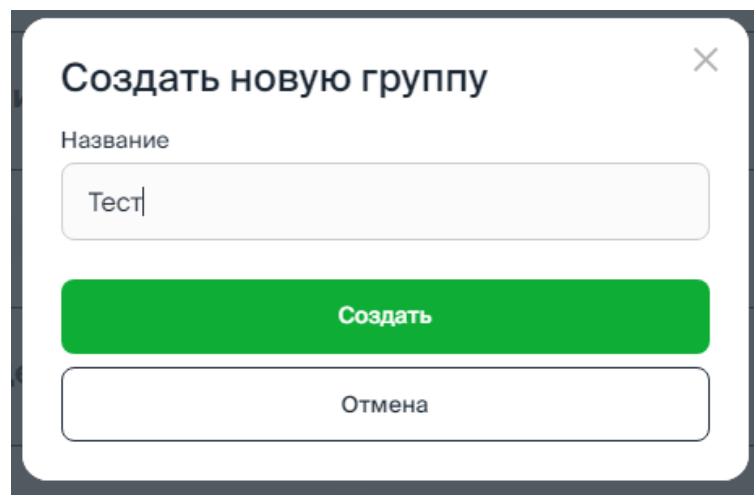 Создать новую группу
Название
Тест
Создать
Отмена